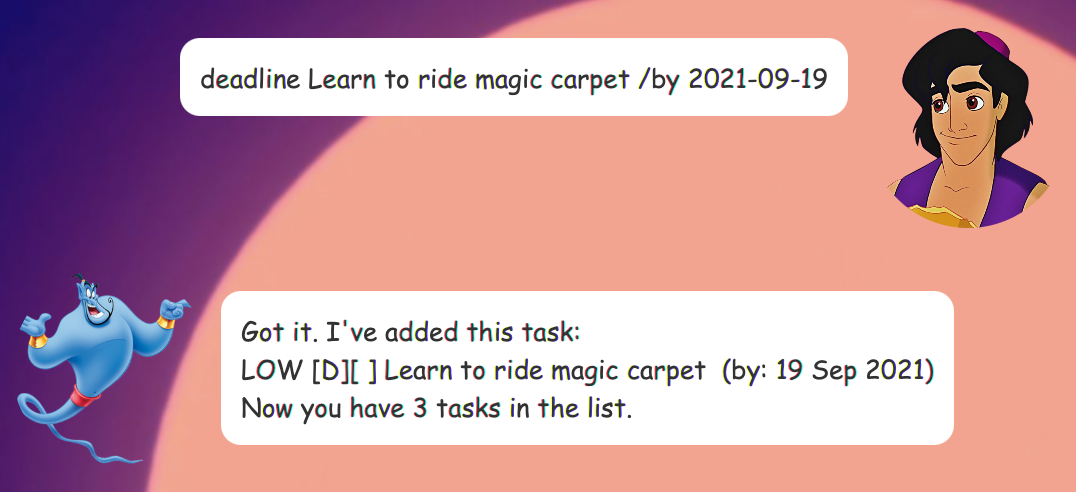 deadline Learn to ride magic carpet /by 2021-09-19
Got it. I've added this task:
LOW [D][ ] Learn to ride magic carpet  (by: 19 Sep 2021)
Now you have 3 tasks in the list.